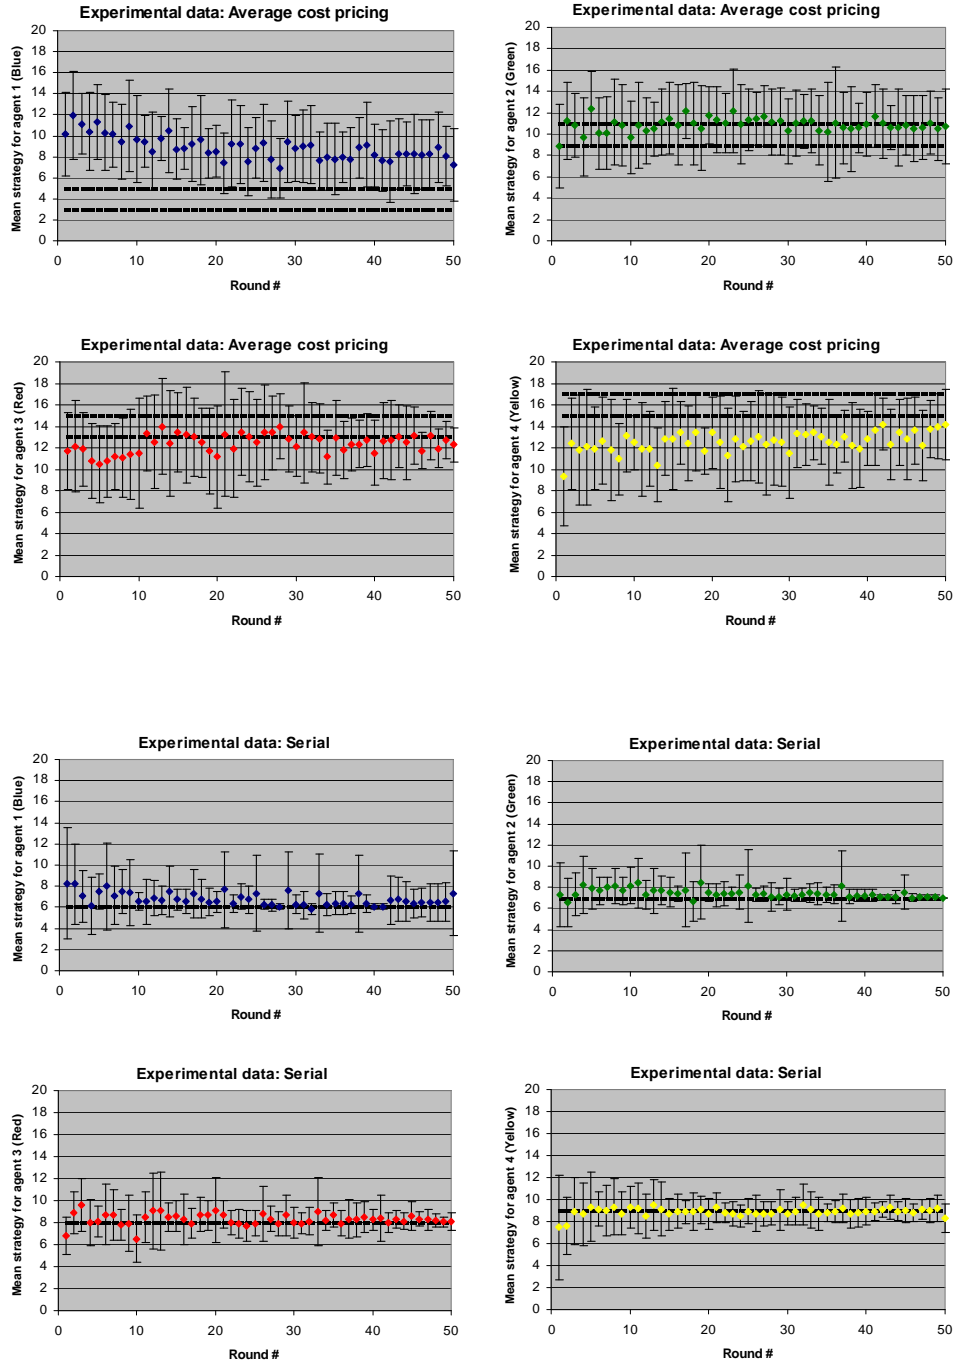 Experimental data: Average cost pricing
Mean strategy for agent 1 (Blue)
20
18
16
14
12
10
8
6
4
2
0
0 10 20 30 40 50
Round #
Experimental data: Average cost pricing
Mean strategy for agent 2 (Green)
20
18
16
14
12
10
8
6
4
2
0
0 10 20 30 40 50
Round #
Experimental data: Average cost pricing
Mean strategy for agent 3 (Red)
20
18
16
14
12
10
8
6
4
2
0
0 10 20 30 40 50
Round #
Experimental data: Average cost pricing
Mean strategy for agent 4 (Yellow)
20
18
16
14
12
10
8
6
4
2
0
0 10 20 30 40 50
Round #
Experimental data: Serial
Mean strategy for agent 1 (Blue)
20
18
16
14
12
10
8
6
4
2
0
0 10 20 30 40 50
Round #
Experimental data: Serial
Mean strategy for agent 2 (Green)
20
18
16
14
12
10
8
6
4
2
0
0 10 20 30 40 50
Round #
Experimental data: Serial
Mean strategy for agent 3 (Red)
20
18
16
14
12
10
8
6
4
2
0
0 10 20 30 40 50
Round #
Experimental data: Serial
Mean strategy for agent 4 (Yellow)
20
18
16
14
12
10
8
6
4
2
0
0 10 20 30 40 50
Round #